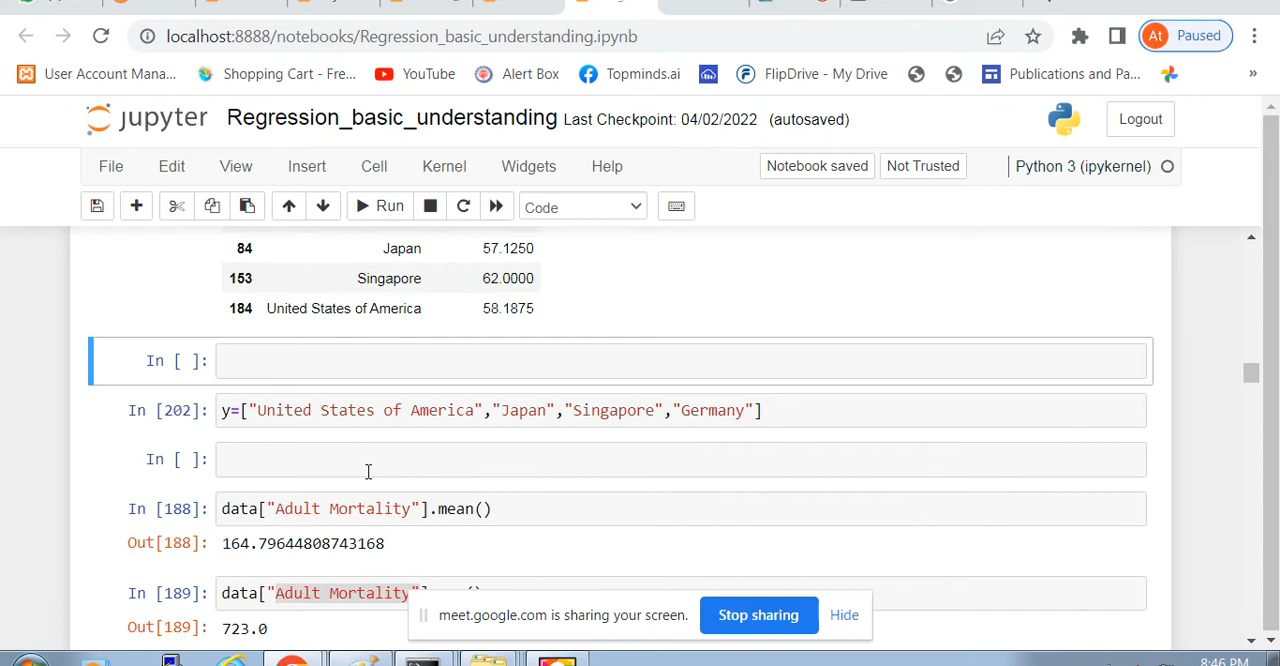 localhost:8888/notebooks/Regression_basic_understanding.ipynb
At Paused
User Account Mana... Shopping Cart - Fre... YouTube Alert Box Topminds.ai FlipDrive - My Drive Publications and Pa... »
jupyter Regression_basic_understanding Last Checkpoint: 04/02/2022 (autosaved) Logout
File Edit View Insert Cell Kernel Widgets Help Notebook saved Not Trusted Python 3 (ipykernel)
Run Code
84 Japan 57.1250
153 Singapore 62.0000
184 United States of America 58.1875
In [ ]:
In [202]: y=["United States of America","Japan","Singapore","Germany"]
In [ ]:
In [188]: data["Adult Mortality"].mean()
Out[188]: 164.79644808743168
In [189]: data["Adult Mortality"
Out[189]: 723.0
meet.google.com is sharing your screen. Stop sharing Hide
8:46 PM